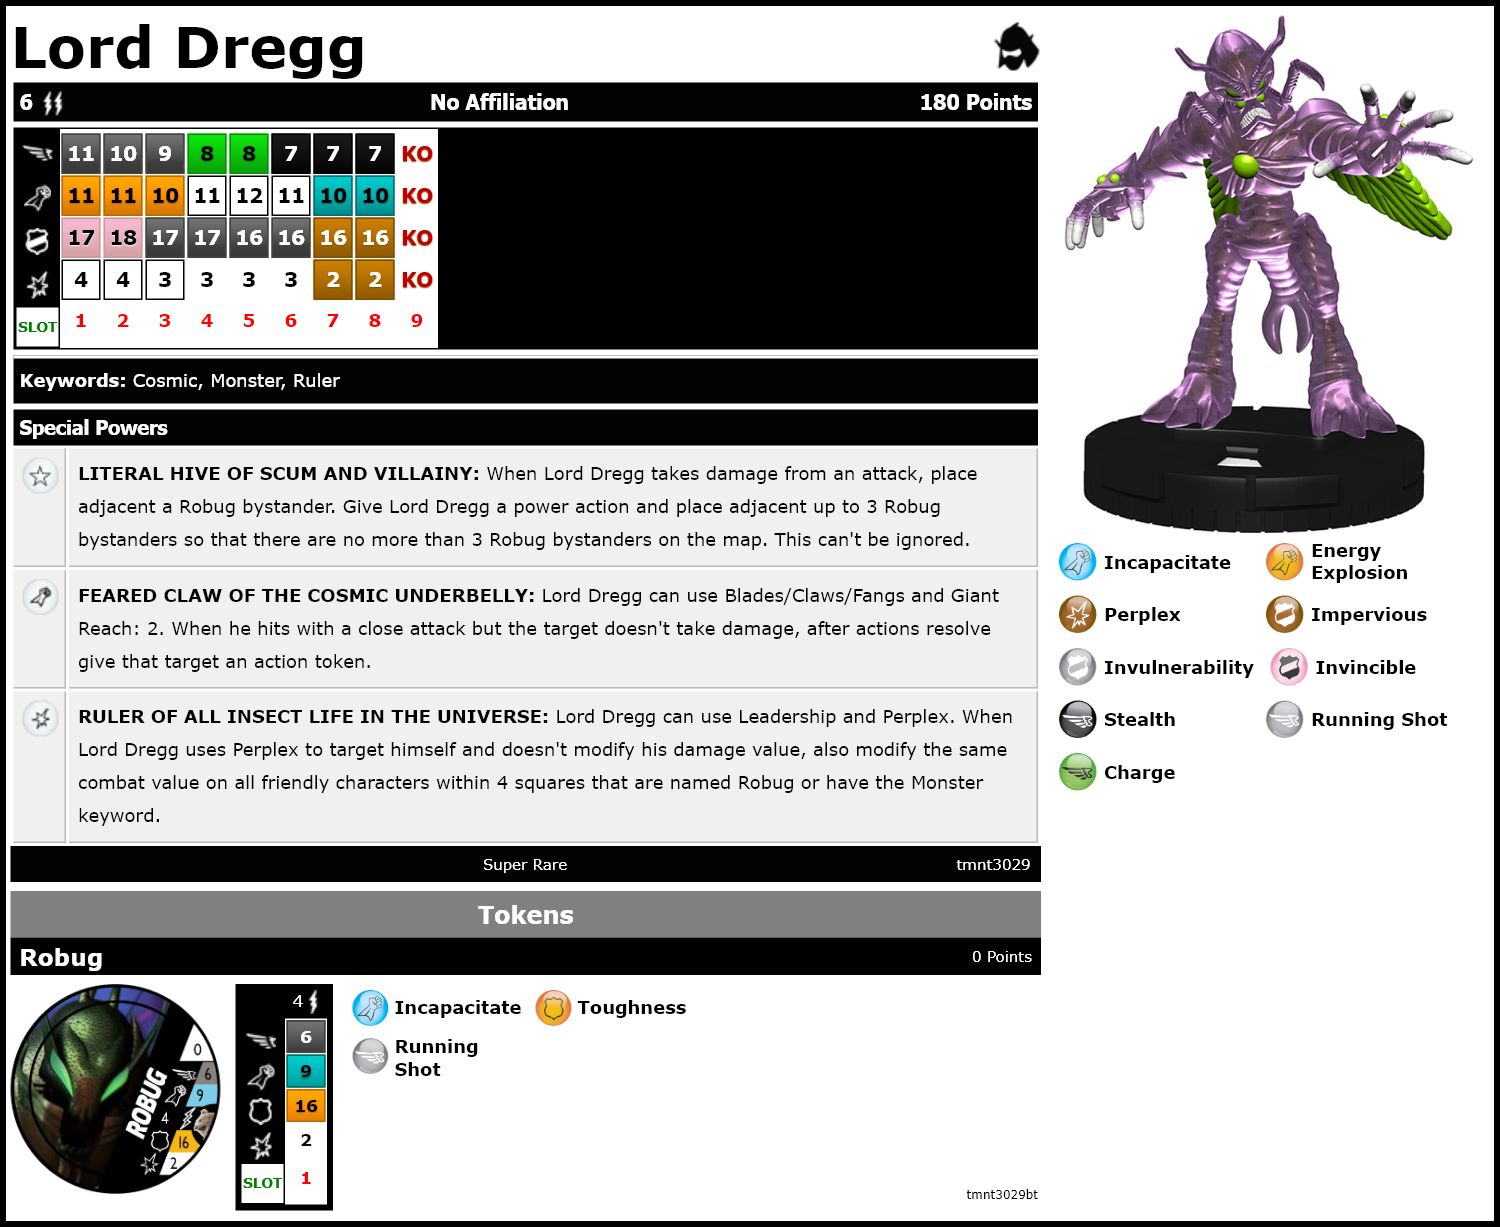 Lord Dregg
6 No Affiliation 180 Points
11 10 9 8 8 7 7 7 KO
11 11 10 11 12 11 10 10 KO
17 18 17 17 16 16 16 16 KO
4 4 3 3 3 3 2 2 KO
SLOT 1 2 3 4 5 6 7 8 9
Keywords: Cosmic, Monster, Ruler
Special Powers
LITERAL HIVE OF SCUM AND VILLAINY: When Lord Dregg takes damage from an attack, place
adjacent a Robug bystander. Give Lord Dregg a power action and place adjacent up to 3 Robug
bystanders so that there are no more than 3 Robug bystanders on the map. This can't be ignored.
FEARED CLAW OF THE COSMIC UNDERBELLY: Lord Dregg can use Blades/Claws/Fangs and Giant
Reach: 2. When he hits with a close attack but the target doesn't take damage, after actions resolve
give that target an action token.
RULER OF ALL INSECT LIFE IN THE UNIVERSE: Lord Dregg can use Leadership and Perplex. When
Lord Dregg uses Perplex to target himself and doesn't modify his damage value, also modify the same
combat value on all friendly characters within 4 squares that are named Robug or have the Monster
keyword.
Super Rare tmnt3029
Incapacitate Energy
Explosion
Perplex Impervious
Invulnerability Invincible
Stealth Running Shot
Charge
Tokens
Robug 0 Points
ROBUG
0
6
9
4
16
2
4
6
9
16
2
SLOT 1
Incapacitate Toughness
Running
Shot
tmnt3029bt